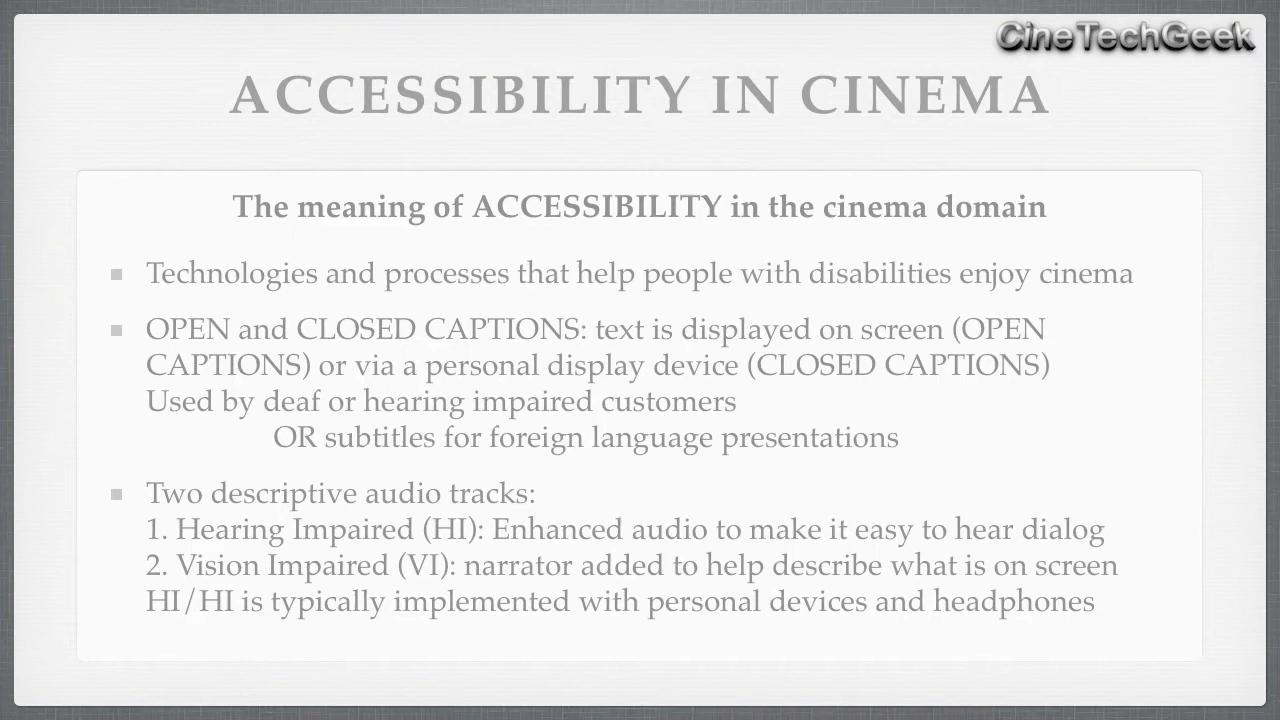 CineTechGeek
ACCESSIBILITY IN CINEMA
The meaning of ACCESSIBILITY in the cinema domain
Technologies and processes that help people with disabilities enjoy cinema
OPEN and CLOSED CAPTIONS: text is displayed on screen (OPEN
CAPTIONS) or via a personal display device (CLOSED CAPTIONS)
Used by deaf or hearing impaired customers
OR subtitles for foreign language presentations
Two descriptive audio tracks:
1. Hearing Impaired (HI): Enhanced audio to make it easy to hear dialog
2. Vision Impaired (VI): narrator added to help describe what is on screen
HI/HI is typically implemented with personal devices and headphones